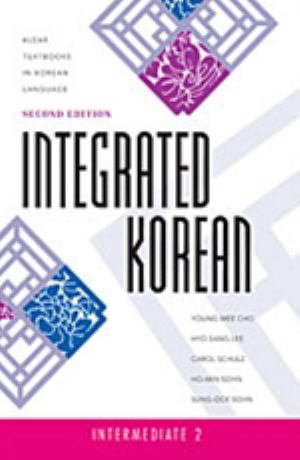 KLEAR
TEXTBOOKS
IN KOREAN
LANGUAGE
SECOND EDITION
INTEGRATED
KOREAN
YOUNG-MEE CHO
HYO SANG LEE
CAROL SCHULZ
HO-MIN SOHN
SUNG-OCK SOHN
INTERMEDIATE 2